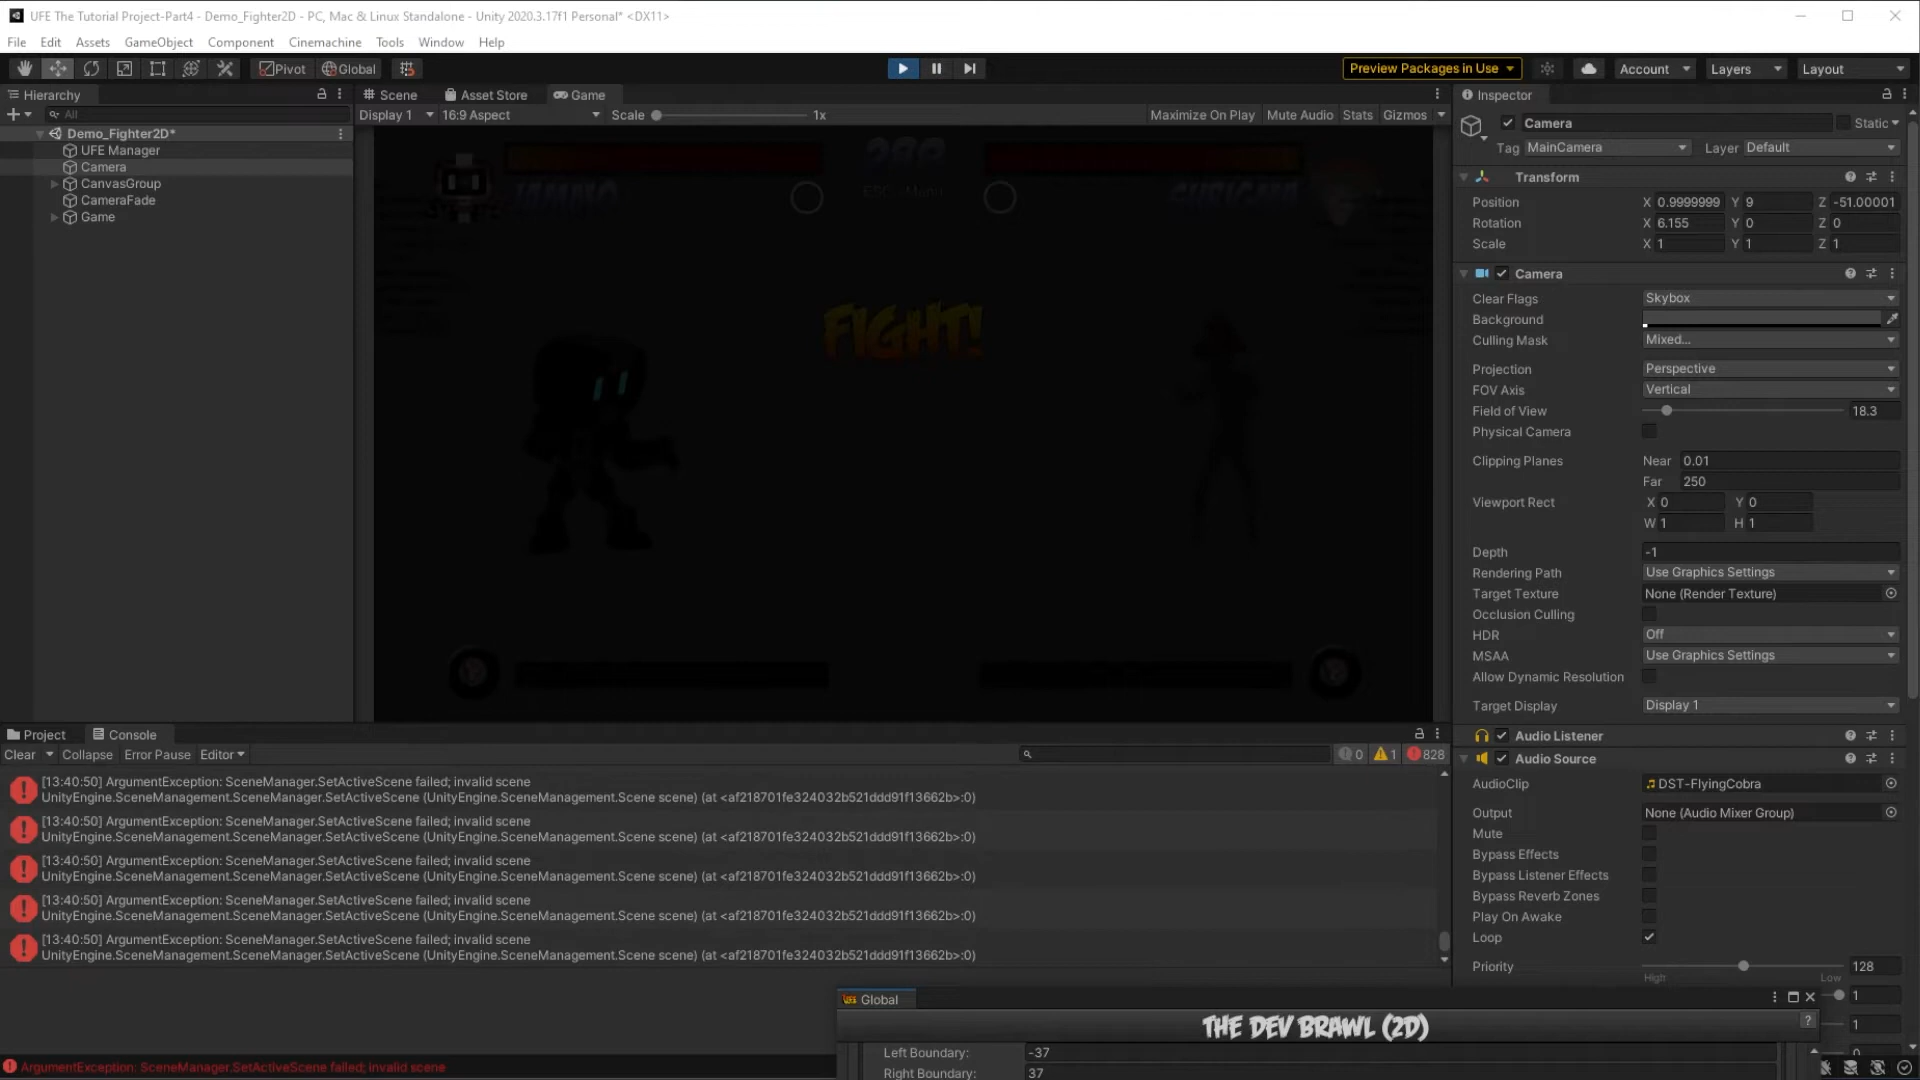 UFE The Tutorial Project-Part4 - Demo_Fighter2D - PC, Mac & Linux Standalone - Unity 2020.3.17f1 Personal* <DX11>
File Edit Assets GameObject Component Cinemachine Tools Window Help
Pivot Global Preview Packages in Use Account Layers Layout
Hierarchy
All
Demo_Fighter2D*
UFE Manager
Camera
CanvasGroup
CameraFade
Game
Scene Asset Store Game
Display 1 16:9 Aspect Scale 1x Maximize On Play Mute Audio Stats Gizmos
ESC - Menu
FIGHT!
Inspector
Camera Static
Tag MainCamera Layer Default
Transform
Position X 0.9999999 Y 9 Z -51.00001
Rotation X 6.155 Y 0 Z 0
Scale X 1 Y 1 Z 1
Camera
Clear Flags Skybox
Background
Culling Mask Mixed...
Projection Perspective
FOV Axis Vertical
Field of View 18.3
Physical Camera
Clipping Planes Near 0.01
Far 250
Viewport Rect X 0 Y 0
W 1 H 1
Depth -1
Rendering Path Use Graphics Settings
Target Texture None (Render Texture)
Occlusion Culling
HDR Off
MSAA Use Graphics Settings
Allow Dynamic Resolution
Target Display Display 1
Audio Listener
Audio Source
AudioClip DST-FlyingCobra
Output None (Audio Mixer Group)
Mute
Bypass Effects
Bypass Listener Effects
Bypass Reverb Zones
Play On Awake
Loop
Priority 128
High Low
1
1
0
Project Console
Clear Collapse Error Pause Editor 0 1 828
[13:40:50] ArgumentException: SceneManager.SetActiveScene failed; invalid scene
UnityEngine.SceneManagement.SceneManager.SetActiveScene (UnityEngine.SceneManagement.Scene scene) (at <af218701fe324032b521ddd91f13662b>:0)
[13:40:50] ArgumentException: SceneManager.SetActiveScene failed; invalid scene
UnityEngine.SceneManagement.SceneManager.SetActiveScene (UnityEngine.SceneManagement.Scene scene) (at <af218701fe324032b521ddd91f13662b>:0)
[13:40:50] ArgumentException: SceneManager.SetActiveScene failed; invalid scene
UnityEngine.SceneManagement.SceneManager.SetActiveScene (UnityEngine.SceneManagement.Scene scene) (at <af218701fe324032b521ddd91f13662b>:0)
[13:40:50] ArgumentException: SceneManager.SetActiveScene failed; invalid scene
UnityEngine.SceneManagement.SceneManager.SetActiveScene (UnityEngine.SceneManagement.Scene scene) (at <af218701fe324032b521ddd91f13662b>:0)
[13:40:50] ArgumentException: SceneManager.SetActiveScene failed; invalid scene
UnityEngine.SceneManagement.SceneManager.SetActiveScene (UnityEngine.SceneManagement.Scene scene) (at <af218701fe324032b521ddd91f13662b>:0)
Global
THE DEV BRAWL (2D) ?
Left Boundary: -37
Right Boundary: 37
ArgumentException: SceneManager.SetActiveScene failed; invalid scene